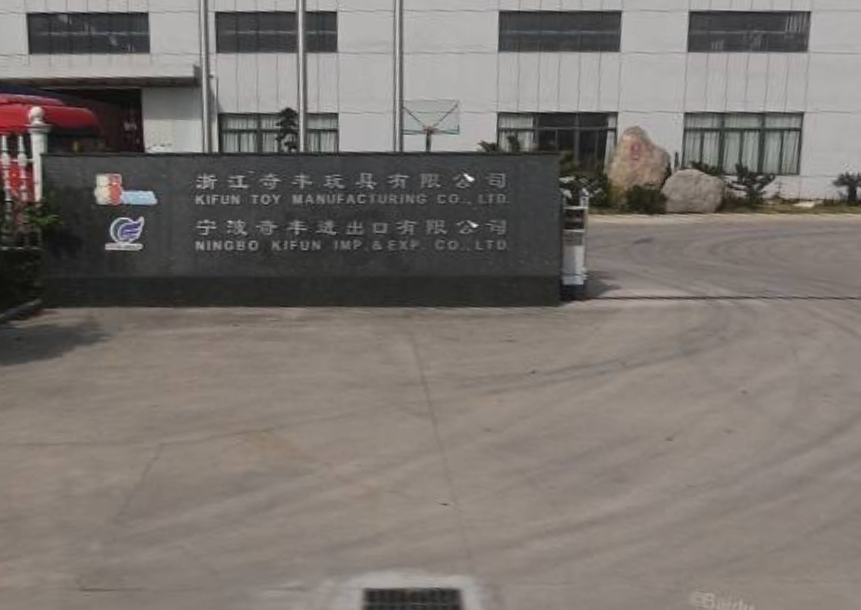 浙江奇丰玩具有限公司
KIFUN TOY MANUFACTURING CO., LTD.
宁波奇丰进出口有限公司
NINGBO KIFUN IMP. & EXP. CO., LTD.
Baidu